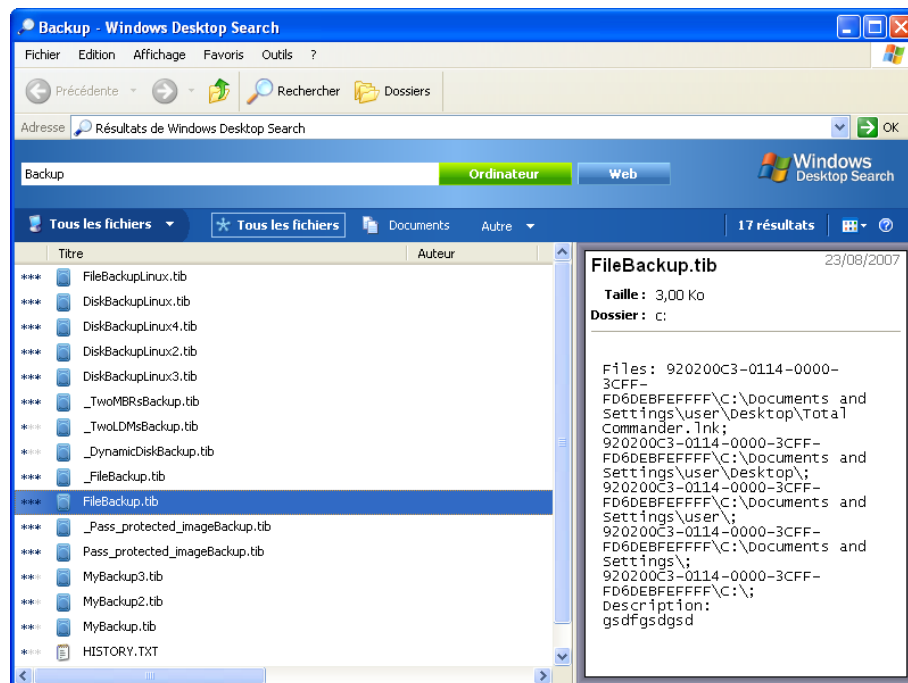 Backup - Windows Desktop Search
Fichier Edition Affichage Favoris Outils ?
Précédente Rechercher Dossiers
Adresse Résultats de Windows Desktop Search OK
Backup Ordinateur Web Windows
Desktop Search
Tous les fichiers Tous les fichiers Documents Autre 17 résultats
Titre Auteur
*** FileBackupLinux.tib
*** DiskBackupLinux.tib
*** DiskBackupLinux4.tib
*** DiskBackupLinux2.tib
*** DiskBackupLinux3.tib
*** _TwoMBRsBackup.tib
*** _TwoLDMsBackup.tib
*** _DynamicDiskBackup.tib
*** _FileBackup.tib
*** FileBackup.tib
*** _Pass_protected_imageBackup.tib
*** Pass_protected_imageBackup.tib
*** MyBackup3.tib
*** MyBackup2.tib
*** MyBackup.tib
*** HISTORY.TXT
FileBackup.tib 23/08/2007
Taille : 3,00 Ko
Dossier : c:
Files: 920200C3-0114-0000-
3CFF-
FD6DEBFEFFFF\C:\Documents and
Settings\user\Desktop\Total
Commander.lnk;
920200C3-0114-0000-3CFF-
FD6DEBFEFFFF\C:\Documents and
Settings\user\Desktop\;
920200C3-0114-0000-3CFF-
FD6DEBFEFFFF\C:\Documents and
Settings\user\;
920200C3-0114-0000-3CFF-
FD6DEBFEFFFF\C:\Documents and
Settings\;
920200C3-0114-0000-3CFF-
FD6DEBFEFFFF\C:\;
Description:
gsdfgsdgsd